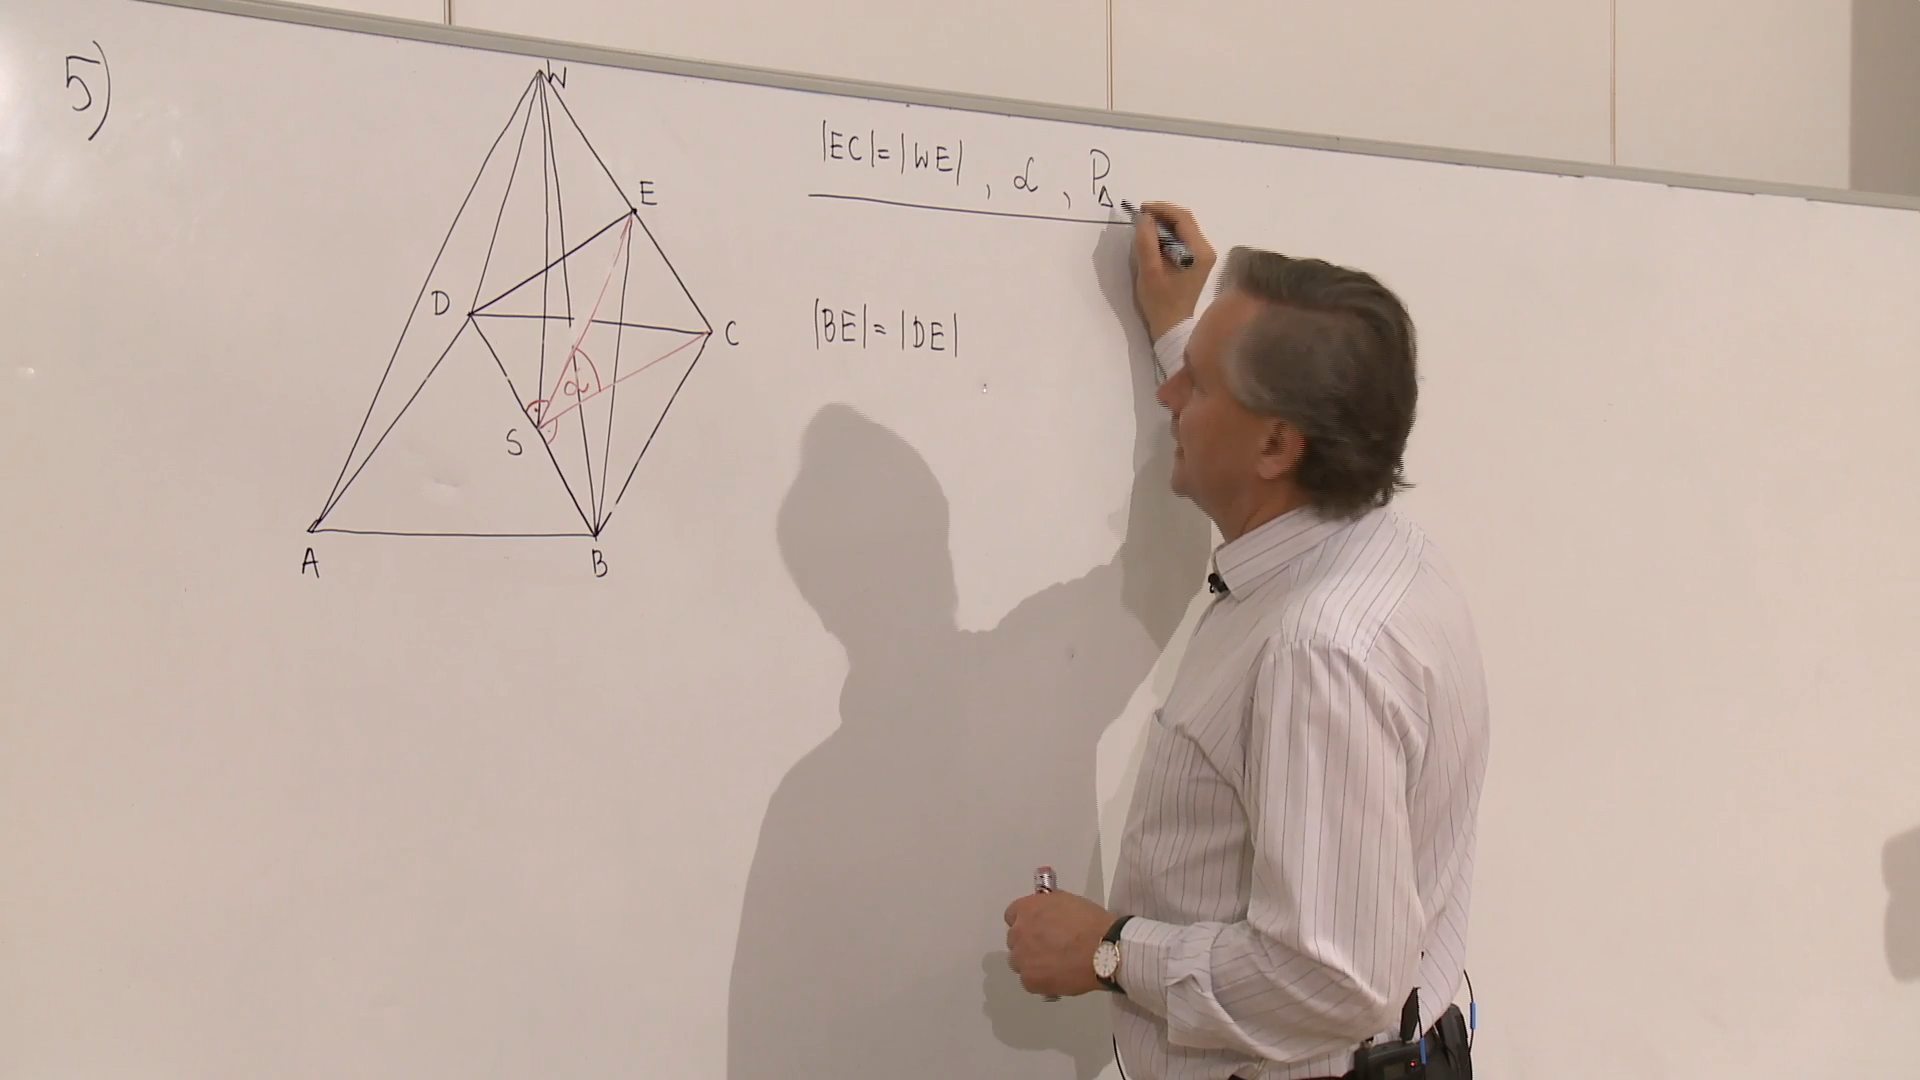 5)
W
E
D
C
α
S
A
B
|EC|=|WE|, α, P△
|BE|=|DE|